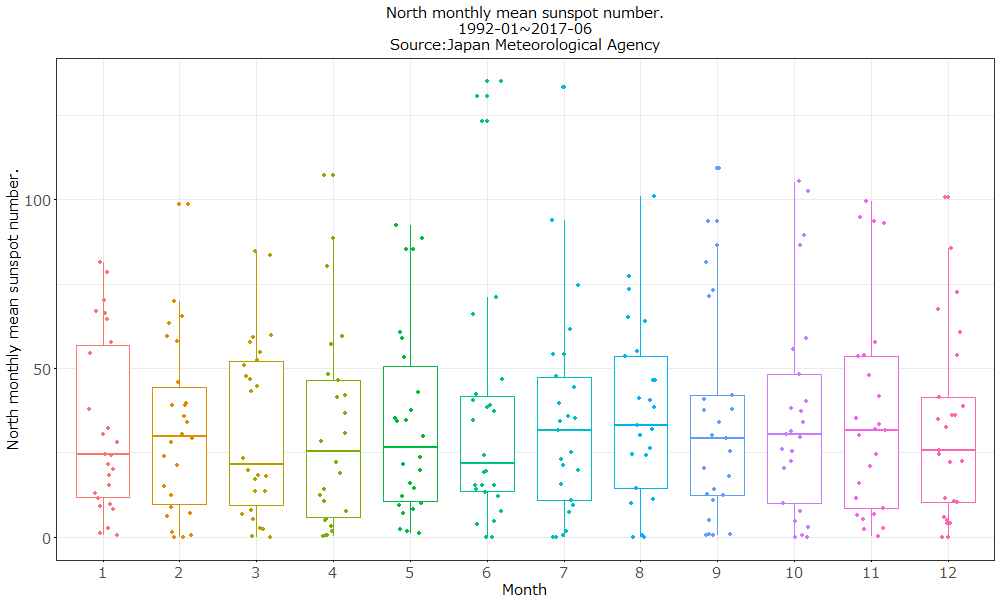 North monthly mean sunspot number.
1992-01~2017-06
Source:Japan Meteorological Agency
North monthly mean sunspot number.
100
50
0
1 2 3 4 5 6 7 8 9 10 11 12
Month